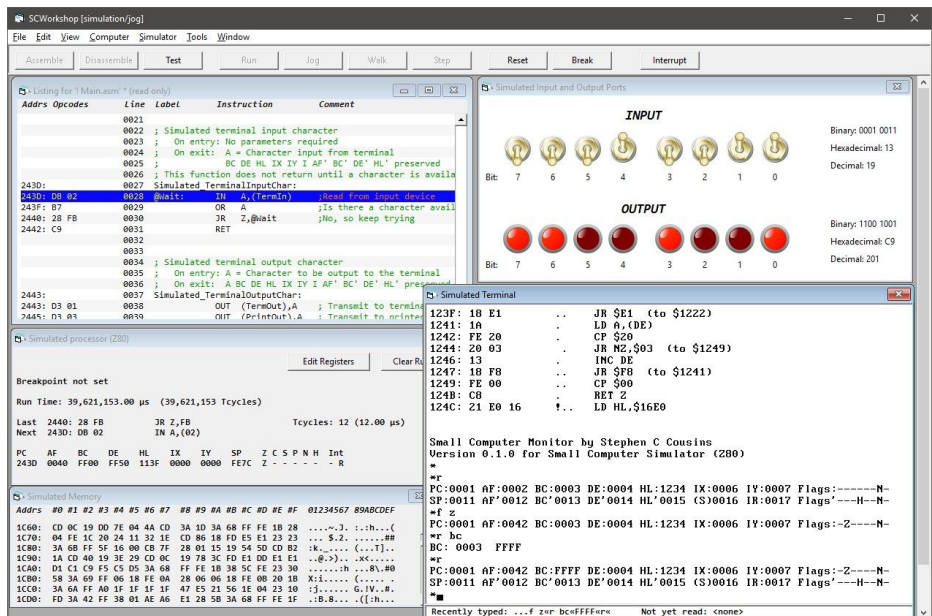 SCWorkshop [simulation/jog]
File Edit View Computer Simulator Tools Window
Assemble Disassemble Test Run Jog Walk Step Reset Break Interrupt
Listing for '! Main.asm' * (read only)
Addrs Opcodes Line Label Instruction Comment
0021
0022 ; Simulated terminal input character
0023 ; On entry: No parameters required
0024 ; On exit: A = Character input from terminal
0025 ; BC DE HL IX IY I AF' BC' DE' HL' preserved
0026 ; This function does not return until a character is availa
243D: 0027 Simulated_TerminalInputChar:
243D: DB 02 0028 @Wait: IN A,(TermIn) ;Read from input device
243F: B7 0029 OR A ;Is there a character avail
2440: 28 FB 0030 JR Z,@Wait ;No, so keep trying
2442: C9 0031 RET
0032
0033
0034 ; Simulated terminal output character
0035 ; On entry: A = Character to be output to the terminal
0036 ; On exit: A BC DE HL IX IY I AF' BC' DE' HL' preserved
2443: 0037 Simulated_TerminalOutputChar:
2443: D3 01 0038 OUT (TermOut),A ; Transmit to termina
2445: D3 03 0039 OUT (PrintOut),A ; Transmit to printer
Simulated Input and Output Ports
INPUT
Binary: 0001 0011
Hexadecimal: 13
Decimal: 19
Bit: 7 6 5 4 3 2 1 0
OUTPUT
Binary: 1100 1001
Hexadecimal: C9
Decimal: 201
Bit: 7 6 5 4 3 2 1 0
Simulated processor (Z80)
Edit Registers Clear Ru
Breakpoint not set
Run Time: 39,621,153.00 µs (39,621,153 Tcycles)
Last 2440: 28 FB JR Z,FB Tcycles: 12 (12.00 µs)
Next 243D: DB 02 IN A,(02)
PC AF BC DE HL IX IY SP Z C S P N H Int
243D 0040 FF00 FF50 113F 0000 0000 FE7C Z - - - - - R
Simulated Memory
Addrs #0 #1 #2 #3 #4 #5 #6 #7 #8 #9 #A #B #C #D #E #F 01234567 89ABCDEF
1C60: CD 0C 19 DD 7E 04 4A CD 3A 1D 3A 68 FF FE 1B 28 ....~.J. :.:h...(
1C70: 04 FE 1C 20 24 11 32 1E CD 86 18 FD E5 E1 23 23 ... $.2. ......##
1C80: 3A 6B FF 5F 16 00 CB 7F 28 01 15 19 54 5D CD B2 :k._.... (...T]..
1C90: 1A CD 40 19 3E 29 CD 0C 19 78 3C FD E1 DD E1 E1 ..@.>).. .x<.....
1CA0: D1 C1 C9 F5 C5 D5 3A 68 FF FE 1B 38 5C FE 23 30 ......:h ...8\.#0
1CB0: 58 3A 69 FF 06 18 FE 0A 28 06 06 18 FE 0B 20 1B X:i..... (..... .
1CC0: 3A 6A FF A0 1F 1F 1F 1F 47 E5 21 56 1E 04 23 10 :j...... G.!V..#.
1CD0: FD 3A 42 FF 38 01 AE A6 E1 28 5B 3A 68 FF FE 1F .:B.8... .([:h...
Simulated Terminal
123F: 18 E1 .. JR $E1 (to $1222)
1241: 1A . LD A,(DE)
1242: FE 20 . CP $20
1244: 20 03 . JR NZ,$03 (to $1249)
1246: 13 . INC DE
1247: 18 F8 .. JR $F8 (to $1241)
1249: FE 00 .. CP $00
124B: C8 . RET Z
124C: 21 E0 16 !.. LD HL,$16E0
Small Computer Monitor by Stephen C Cousins
Version 0.1.0 for Small Computer Simulator (Z80)
*
*r
PC:0001 AF:0002 BC:0003 DE:0004 HL:1234 IX:0006 IY:0007 Flags:------N-
SP:0011 AF'0012 BC'0013 DE'0014 HL'0015 (S)0016 IR:0017 Flags'---H--N-
*f z
PC:0001 AF:0042 BC:0003 DE:0004 HL:1234 IX:0006 IY:0007 Flags:-Z----N-
*r bc
BC: 0003 FFFF
*r
PC:0001 AF:0042 BC:FFFF DE:0004 HL:1234 IX:0006 IY:0007 Flags:-Z----N-
SP:0011 AF'0012 BC'0013 DE'0014 HL'0015 (S)0016 IR:0017 Flags'---H--N-
*
Recently typed: ...f z«r bc«FFFF«r« Not yet read: <none>